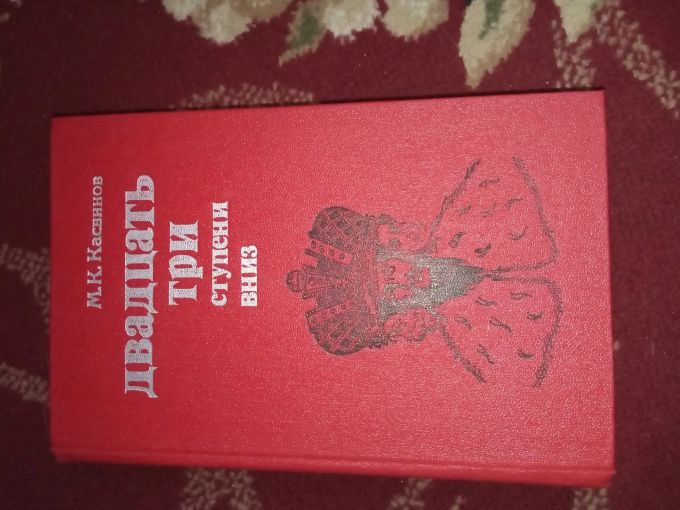 М.К. Касвинов
ДВАДЦАТЬ
ТРИ
СТУПЕНИ
ВНИЗ